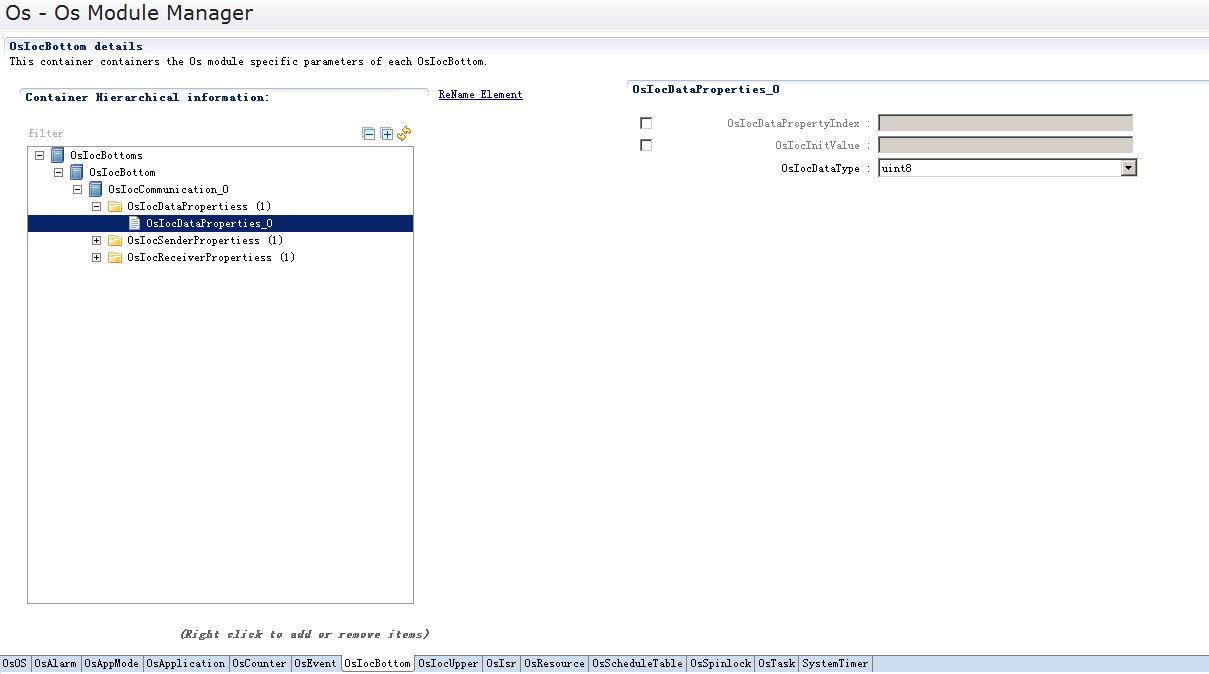 Os - Os Module Manager
OsIocBottom details
This container containers the Os module specific parameters of each OsIocBottom.
Container Hierarchical information:
ReName Element
filter
OsIocBottoms
OsIocBottom
OsIocCommunication_0
OsIocDataPropertiess (1)
OsIocDataProperties_0
OsIocSenderPropertiess (1)
OsIocReceiverPropertiess (1)
(Right click to add or remove items)
OsIocDataProperties_0
OsIocDataPropertyIndex :
OsIocInitValue :
OsIocDataType : uint8
OsOS OsAlarm OsAppMode OsApplication OsCounter OsEvent OsIocBottom OsIocUpper OsIsr OsResource OsScheduleTable OsSpinlock OsTask SystemTimer